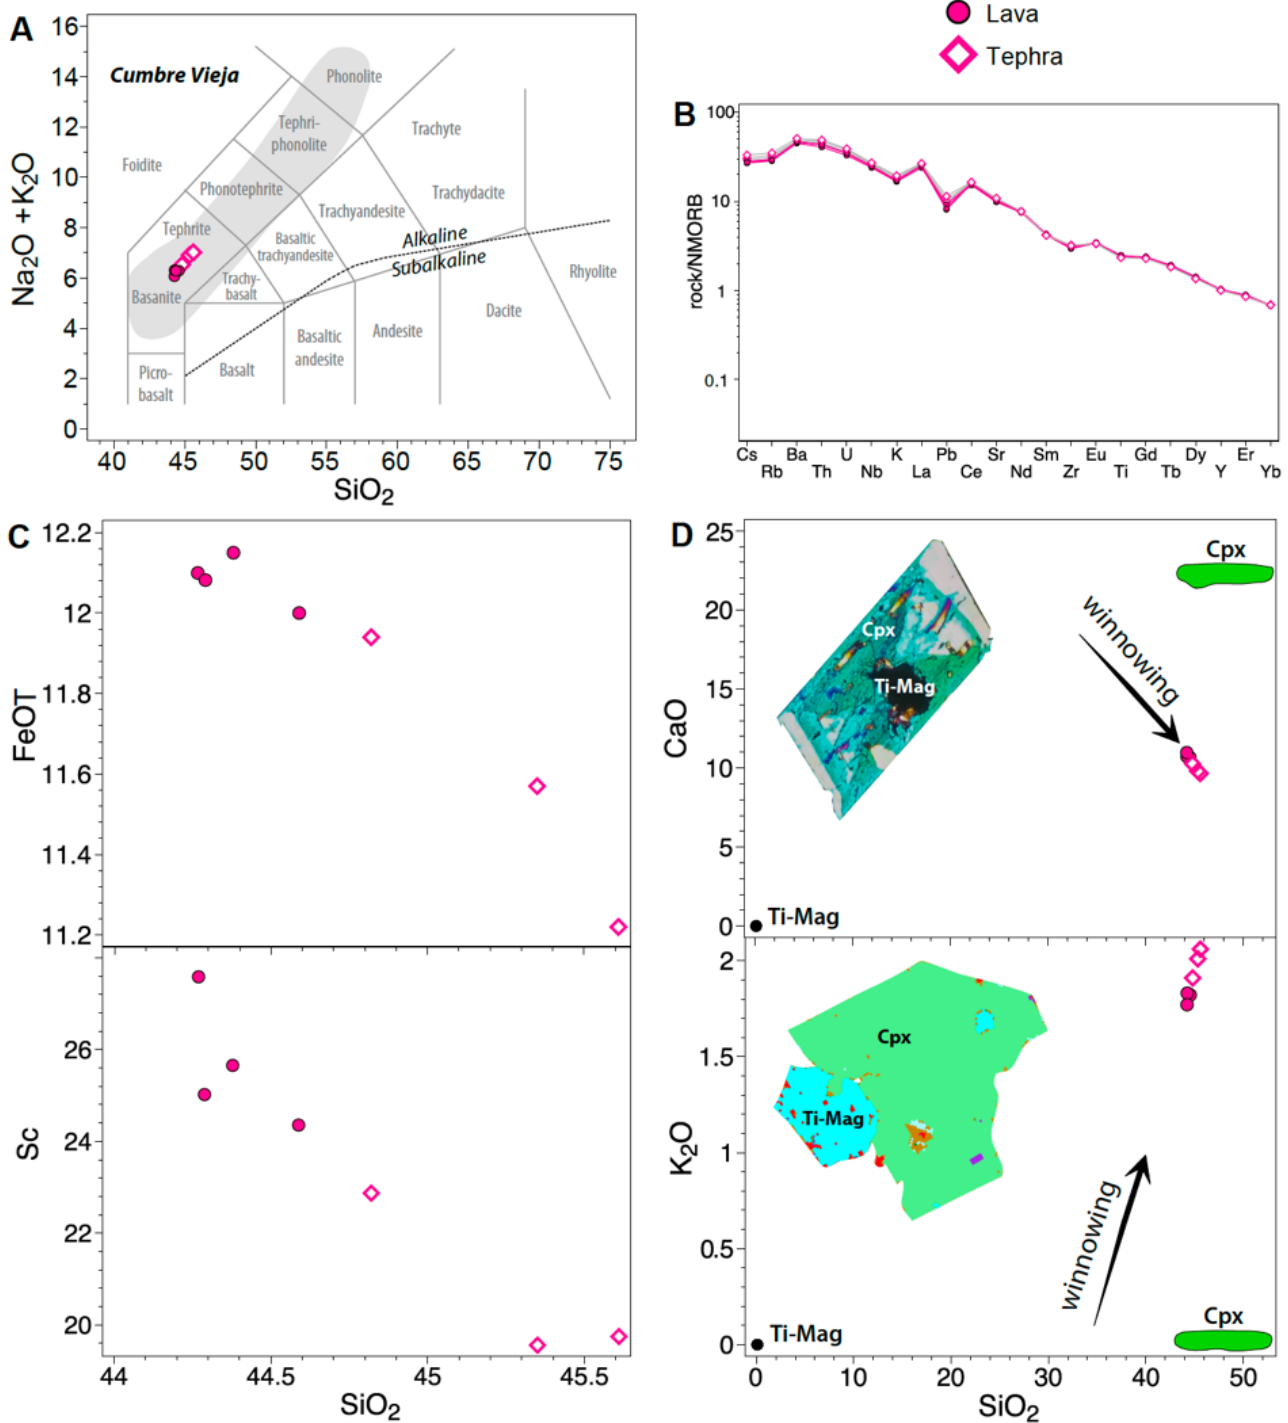 Lava
Tephra
A
Cumbre Vieja
Na2O +K2O
16
14
12
10
8
6
4
2
0
Phonolite
Tephri-
phonolite
Trachyte
Foidite
Phonotephrite
Trachydacite
Trachyandesite
Tephrite
Basaltic
trachyandesite
Alkaline
Subalkaline
Rhyolite
Basanite
Trachy-
basalt
Dacite
Basaltic
andesite
Andesite
Picro-
basalt
Basalt
40 45 50 55 60 65 70 75
SiO2
B
rock/NMORB
100
10
1
0.1
Cs Ba U K Pb Sr Sm Eu Gd Dy Er
Rb Th Nb La Ce Nd Zr Ti Tb Y Yb
C
FeOT
12.2
12
11.8
11.6
11.4
11.2
Sc
26
24
22
20
44 44.5 45 45.5
SiO2
D
CaO
25
20
15
10
5
0
Cpx
winnowing
Cpx
Ti-Mag
Ti-Mag
K2O
2
1.5
1
0.5
0
Cpx
Ti-Mag
winnowing
Cpx
Ti-Mag
0 10 20 30 40 50
SiO2